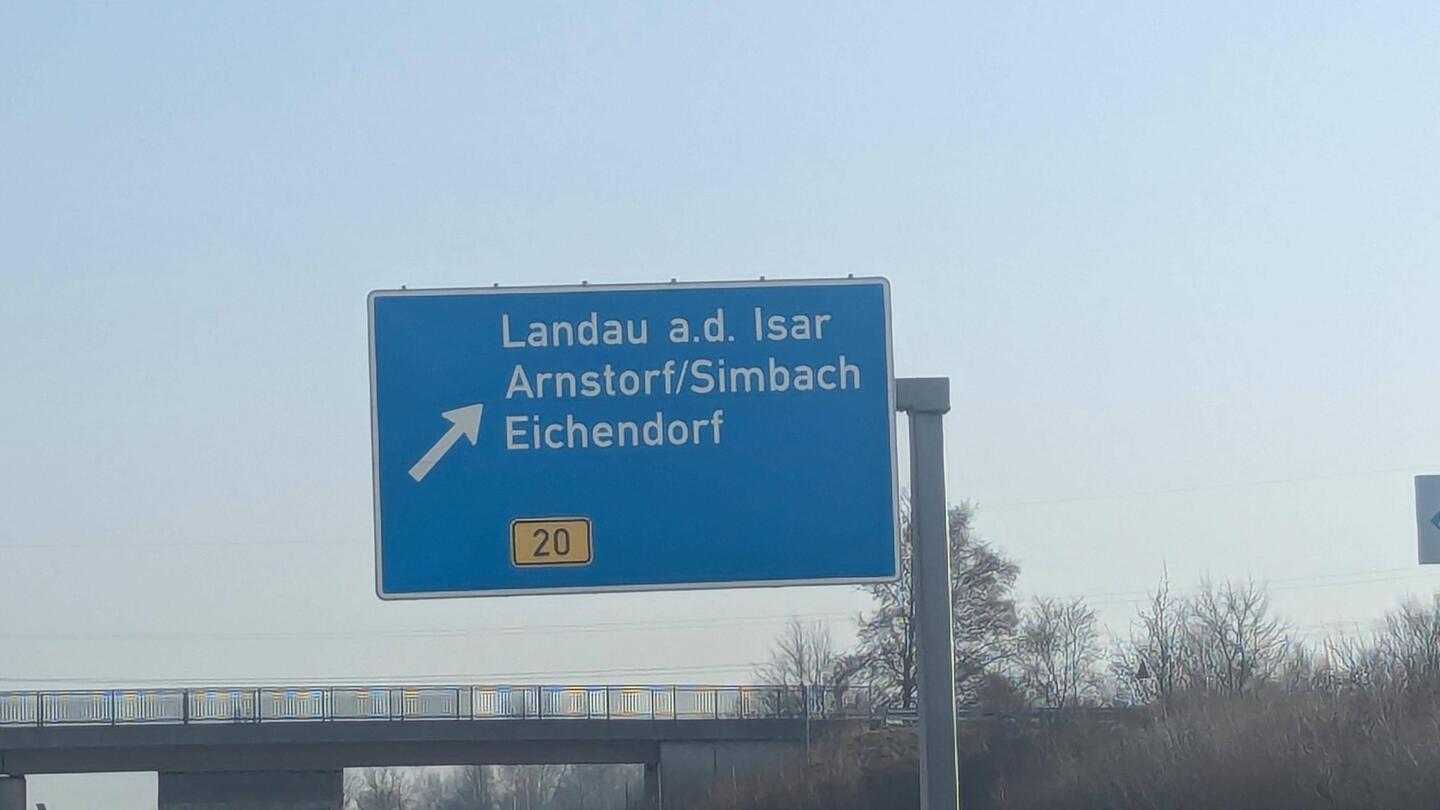 Landau a.d. Isar
Arnstorf/Simbach
Eichendorf
20